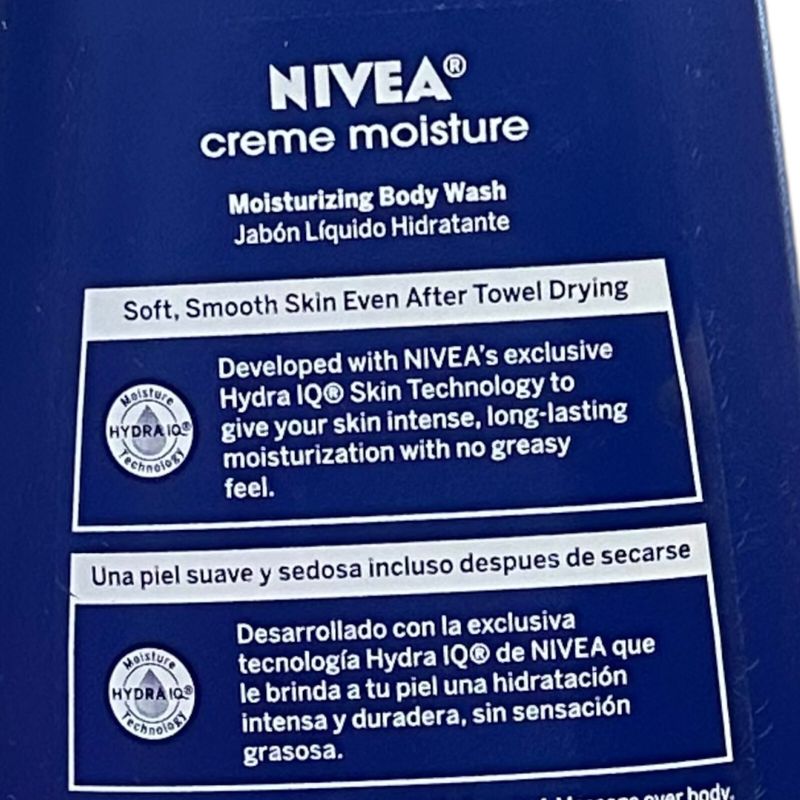 NIVEA®
creme moisture
Moisturizing Body Wash
Jabón Líquido Hidratante
Soft, Smooth Skin Even After Towel Drying
Moisture
HYDRA IQ®
Technology
Developed with NIVEA's exclusive
Hydra IQ® Skin Technology to
give your skin intense, long-lasting
moisturization with no greasy
feel.
Una piel suave y sedosa incluso despues de secarse
Moisture
HYDRA IQ®
Technology
Desarrollado con la exclusiva
tecnología Hydra IQ® de NIVEA que
le brinda a tu piel una hidratación
intensa y duradera, sin sensación
grasosa.
over body,